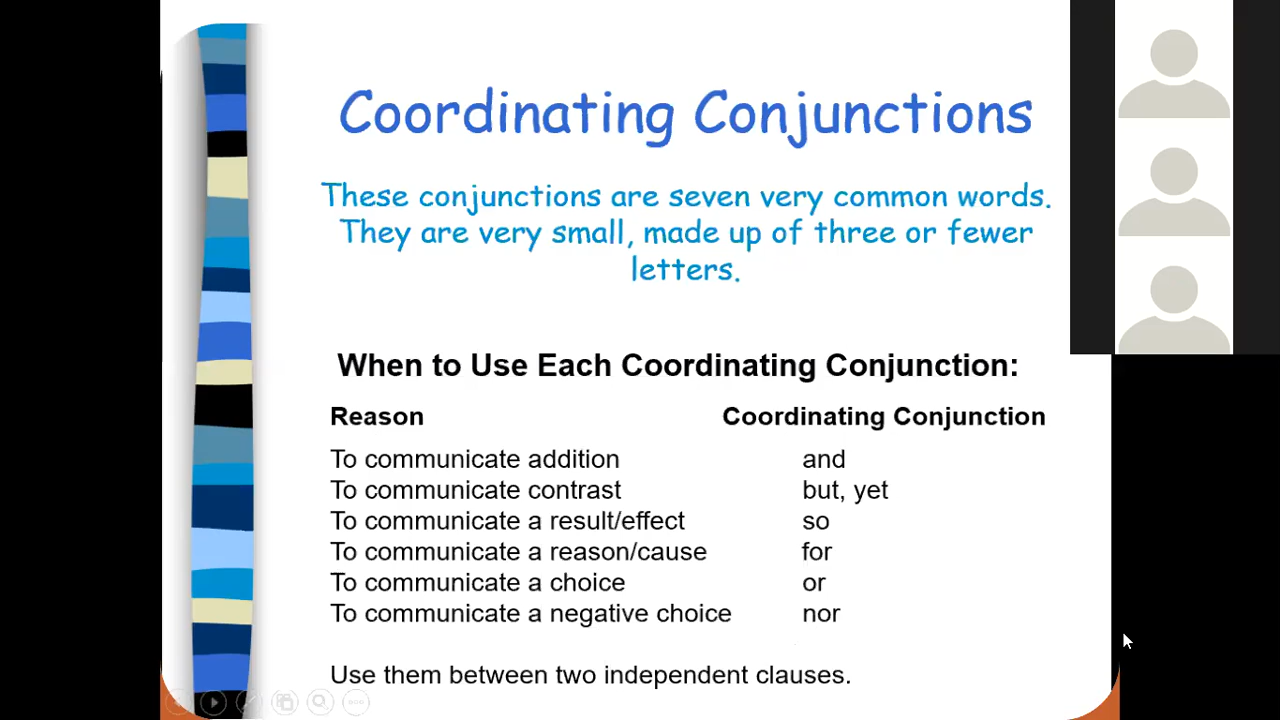 Coordinating Conjunctions
These conjunctions are seven very common words.
They are very small, made up of three or fewer
letters.
When to Use Each Coordinating Conjunction:
Reason Coordinating Conjunction
To communicate addition and
To communicate contrast but, yet
To communicate a result/effect so
To communicate a reason/cause for
To communicate a choice or
To communicate a negative choice nor
Use them between two independent clauses.